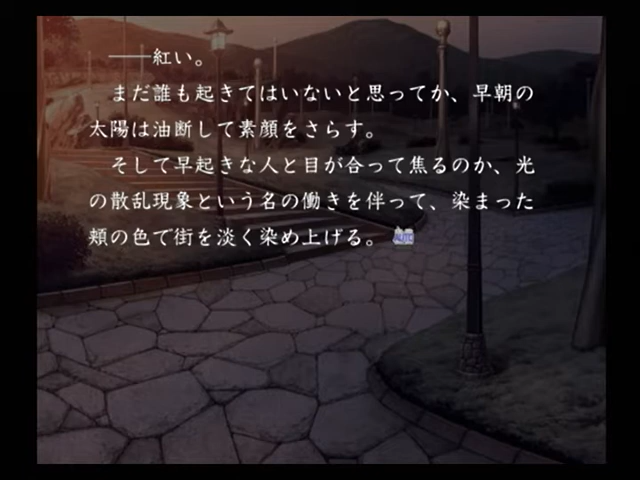 ――紅い。
まだ誰も起きてはいないと思ってか、早朝の
太陽は油断して素顔をさらす。
そして早起きな人と目が合って焦るのか、光
の散乱現象という名の働きを伴って、染まった
頬の色で街を淡く染め上げる。